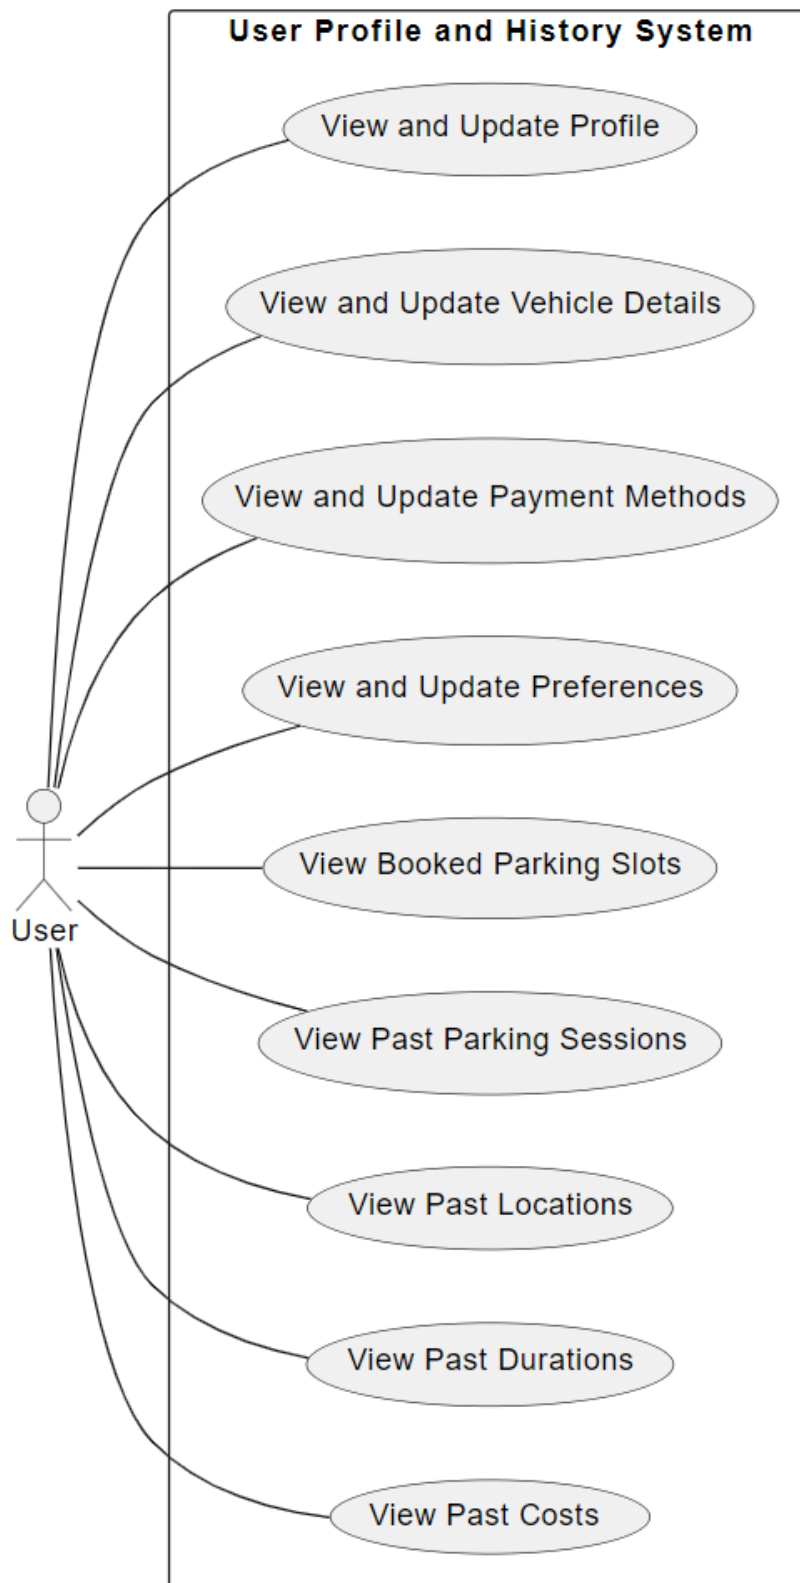 User Profile and History System
View and Update Profile
View and Update Vehicle Details
View and Update Payment Methods
View and Update Preferences
View Booked Parking Slots
User
View Past Parking Sessions
View Past Locations
View Past Durations
View Past Costs